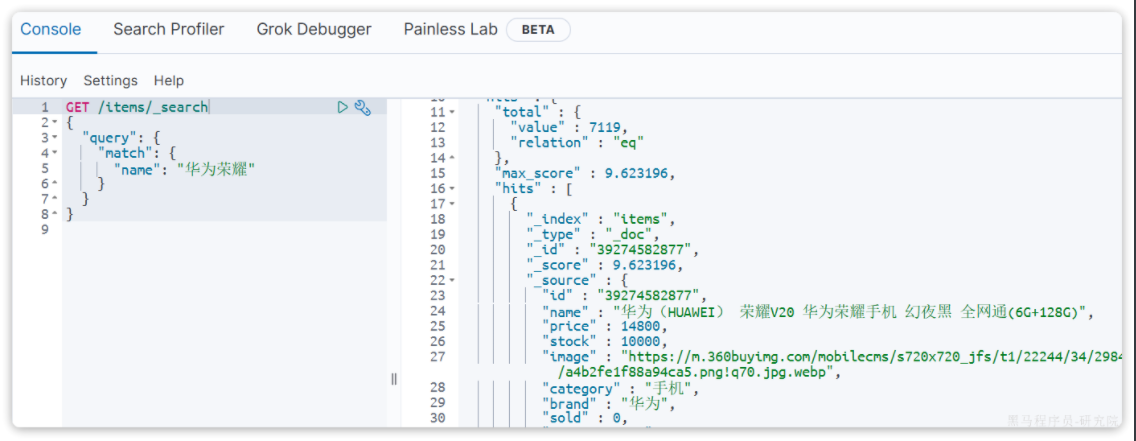 Console Search Profiler Grok Debugger Painless Lab BETA
History Settings Help
1 GET /items/_search
2 {
3 "query": {
4 "match": {
5 "name": "华为荣耀"
6 }
7 }
8 }
9
11 "total" : {
12 "value" : 7119,
13 "relation" : "eq"
14 },
15 "max_score" : 9.623196,
16 "hits" : [
17 {
18 "_index" : "items",
19 "_type" : "_doc",
20 "_id" : "39274582877",
21 "_score" : 9.623196,
22 "_source" : {
23 "id" : "39274582877",
24 "name" : "华为（HUAWEI） 荣耀V20 华为荣耀手机 幻夜黑 全网通(6G+128G)",
25 "price" : 14800,
26 "stock" : 10000,
27 "image" : "https://m.360buyimg.com/mobilecms/s720x720_jfs/t1/22244/34/2984
/a4b2fe1f88a94ca5.png!q70.jpg.webp",
28 "category" : "手机",
29 "brand" : "华为",
30 "sold" : 0,
黑马程序员-研究院